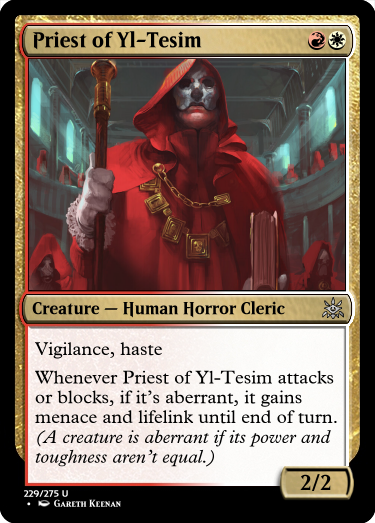 Priest of Yl-Tesim
Creature — Human Horror Cleric
Vigilance, haste
Whenever Priest of Yl-Tesim attacks
or blocks, if it's aberrant, it gains
menace and lifelink until end of turn.
(A creature is aberrant if its power and
toughness aren't equal.)
2/2
229/275 U
• Gareth Keenan